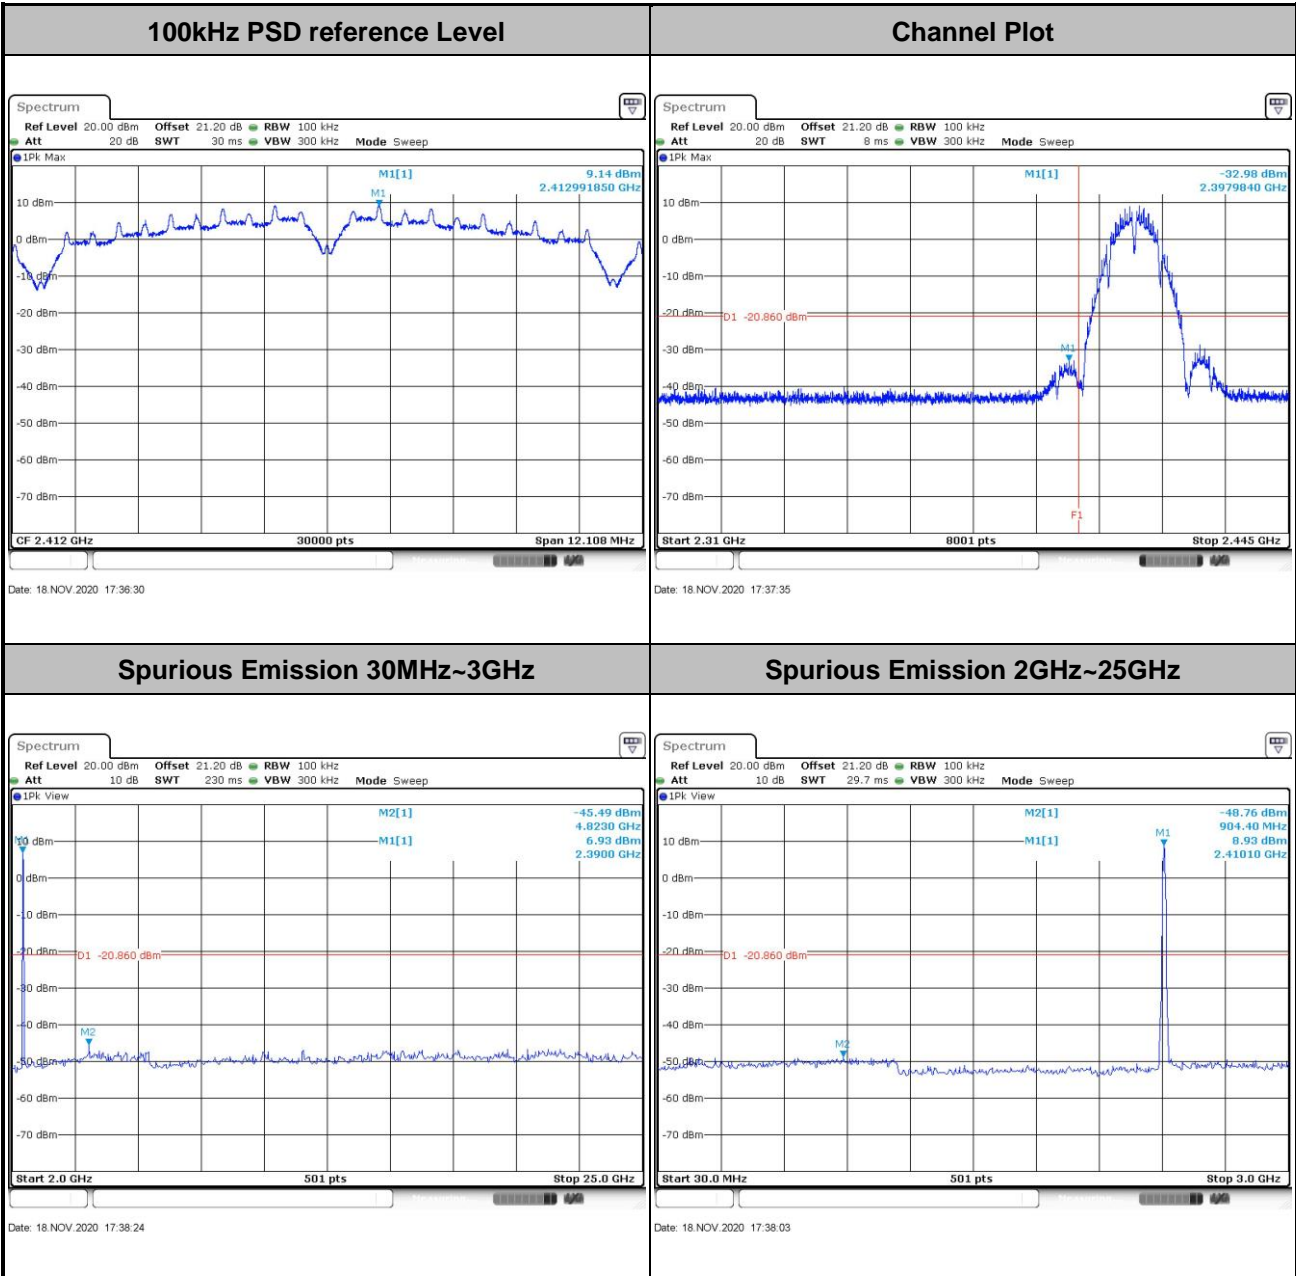 100kHz PSD reference Level
Channel Plot
Spectrum
Ref Level 20.00 dBm Offset 21.20 dB RBW 100 kHz
Att 20 dB SWT 30 ms VBW 300 kHz Mode Sweep
1Pk Max
M1[1] 9.14 dBm
2.412991850 GHz
M1
10 dBm
0 dBm
-10 dBm
-20 dBm
-30 dBm
-40 dBm
-50 dBm
-60 dBm
-70 dBm
CF 2.412 GHz 30000 pts Span 12.108 MHz
Date: 18.NOV.2020 17:36:30
Spectrum
Ref Level 20.00 dBm Offset 21.20 dB RBW 100 kHz
Att 20 dB SWT 8 ms VBW 300 kHz Mode Sweep
1Pk Max
M1[1] -32.98 dBm
2.3979840 GHz
10 dBm
0 dBm
-10 dBm
-20 dBm
D1 -20.860 dBm
-30 dBm
M1
-40 dBm
-50 dBm
-60 dBm
-70 dBm
F1
Start 2.31 GHz 8001 pts Stop 2.445 GHz
Date: 18.NOV.2020 17:37:35
Spurious Emission 30MHz~3GHz
Spurious Emission 2GHz~25GHz
Spectrum
Ref Level 20.00 dBm Offset 21.20 dB RBW 100 kHz
Att 10 dB SWT 230 ms VBW 300 kHz Mode Sweep
1Pk View
M2[1] -45.49 dBm
4.8230 GHz
M1[1] 6.93 dBm
2.3900 GHz
M1
10 dBm
0 dBm
-10 dBm
-20 dBm
D1 -20.860 dBm
-30 dBm
-40 dBm
M2
-50 dBm
-60 dBm
-70 dBm
Start 2.0 GHz 501 pts Stop 25.0 GHz
Date: 18.NOV.2020 17:38:24
Spectrum
Ref Level 20.00 dBm Offset 21.20 dB RBW 100 kHz
Att 10 dB SWT 29.7 ms VBW 300 kHz Mode Sweep
1Pk View
M2[1] -48.76 dBm
904.40 MHz
M1[1] 8.93 dBm
2.41010 GHz
M1
10 dBm
0 dBm
-10 dBm
-20 dBm
D1 -20.860 dBm
-30 dBm
-40 dBm
M2
-50 dBm
-60 dBm
-70 dBm
Start 30.0 MHz 501 pts Stop 3.0 GHz
Date: 18.NOV.2020 17:38:03